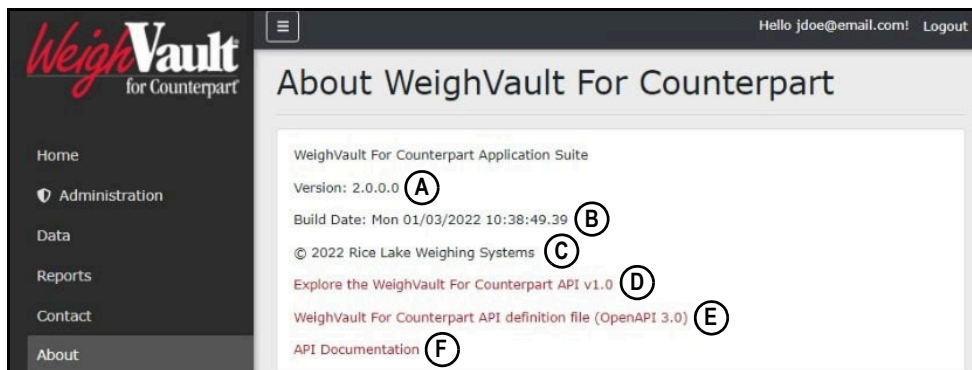 WeighVault
for Counterpart
☰
Hello jdoe@email.com! Logout
About WeighVault For Counterpart
Home
Administration
Data
Reports
Contact
About
WeighVault For Counterpart Application Suite
Version: 2.0.0.0 A
Build Date: Mon 01/03/2022 10:38:49.39 B
© 2022 Rice Lake Weighing Systems C
Explore the WeighVault For Counterpart API v1.0 D
WeighVault For Counterpart API definition file (OpenAPI 3.0) E
API Documentation F